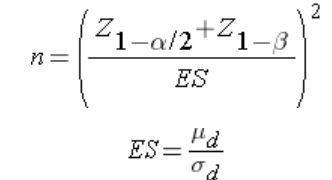 n = ( (Z_{1−α/2} + Z_{1−β}) / ES )^2
ES = μ_d / σ_d